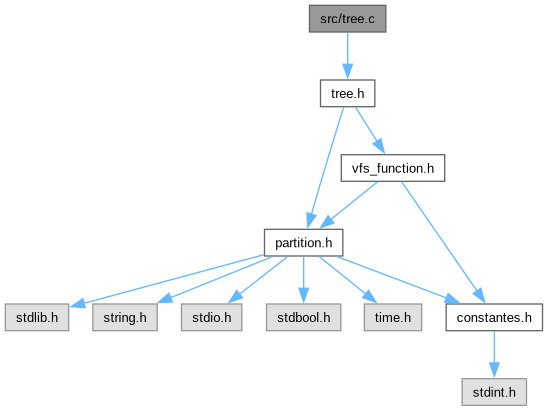 src/tree.c
tree.h
vfs_function.h
partition.h
stdlib.h
string.h
stdio.h
stdbool.h
time.h
constantes.h
stdint.h